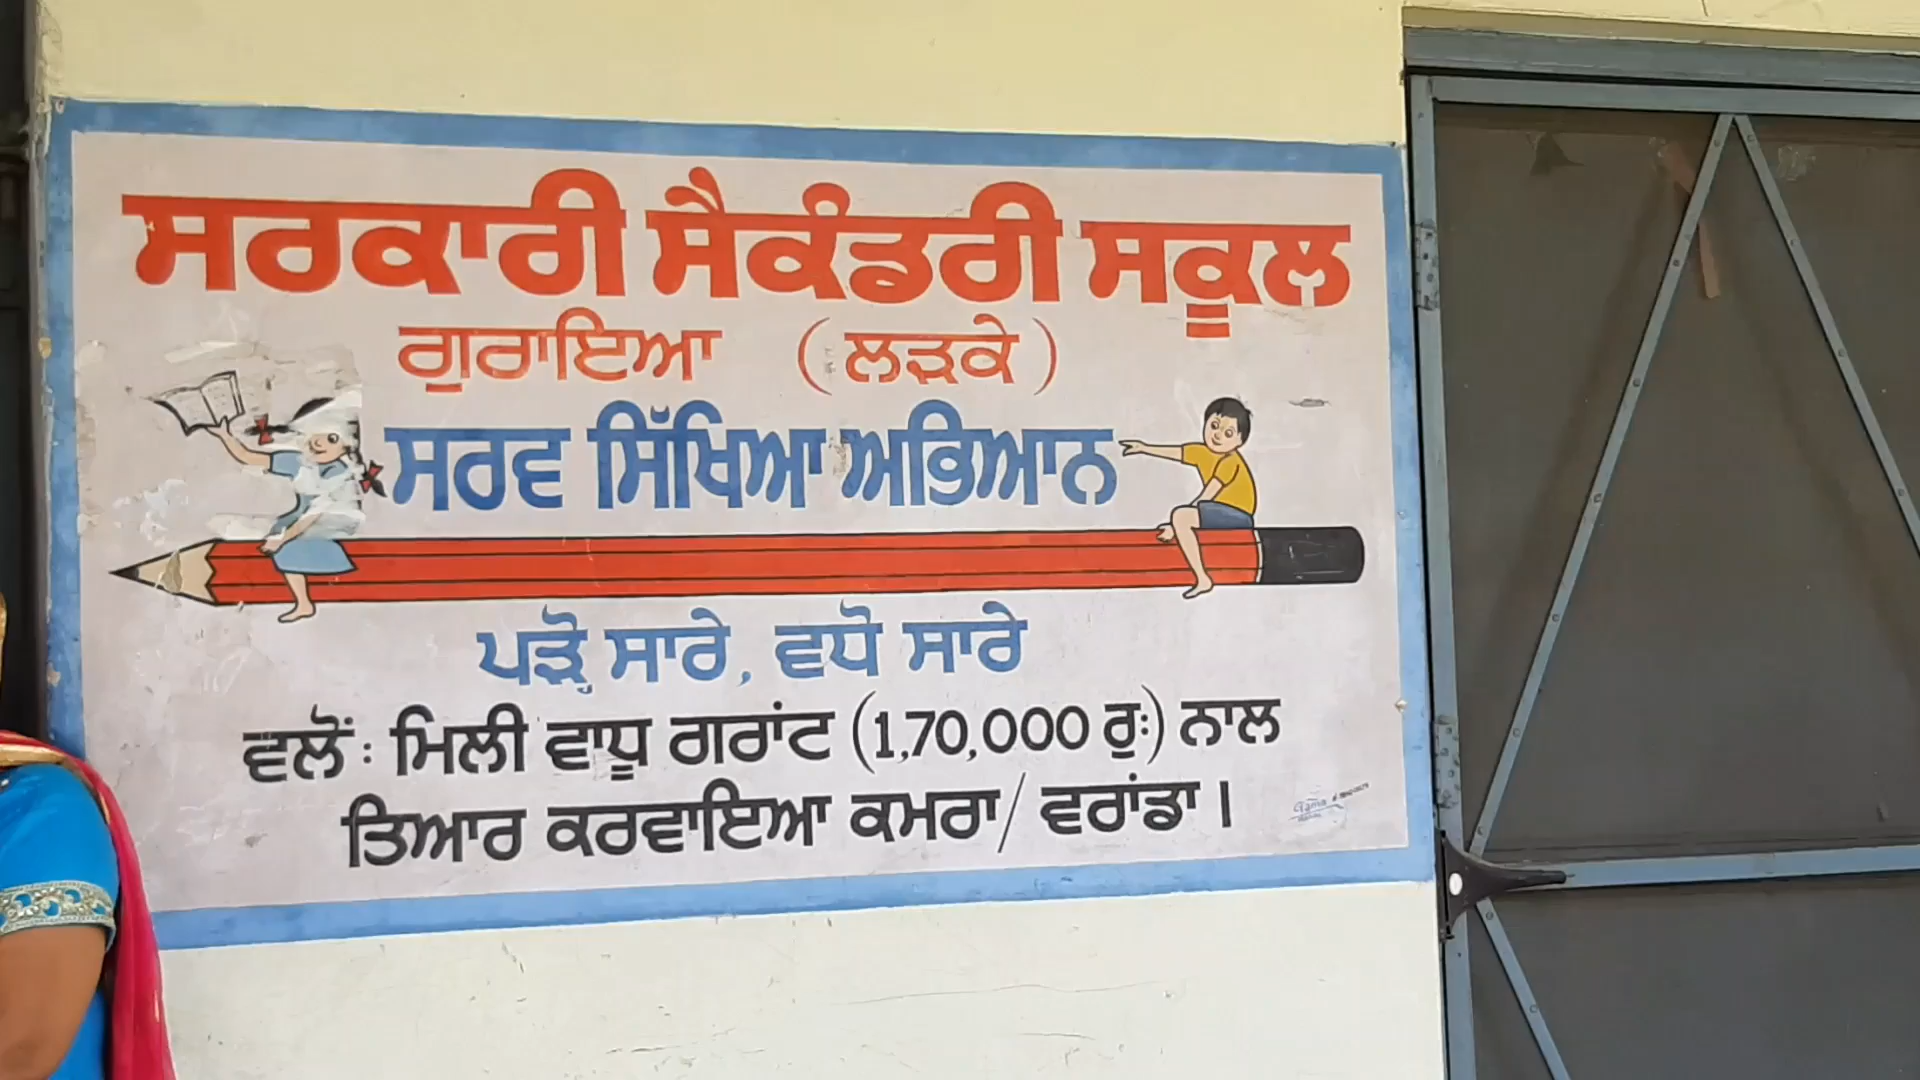 ਸਰਕਾਰੀ ਸੈਕੰਡਰੀ ਸਕੂਲ
ਗੁਰਾਇਆ (ਲੜਕੇ)
ਸਰਵ ਸਿੱਖਿਆ ਅਭਿਆਨ
ਪੜੋ ਸਾਰੇ, ਵਧੋ ਸਾਰੇ
ਵਲੋਂ: ਮਿਲੀ ਵਾਧੂ ਗਰਾਂਟ (1,70,000 ਰੁ:) ਨਾਲ
ਤਿਆਰ ਕਰਵਾਇਆ ਕਮਰਾ/ ਵਰਾਂਡਾ।